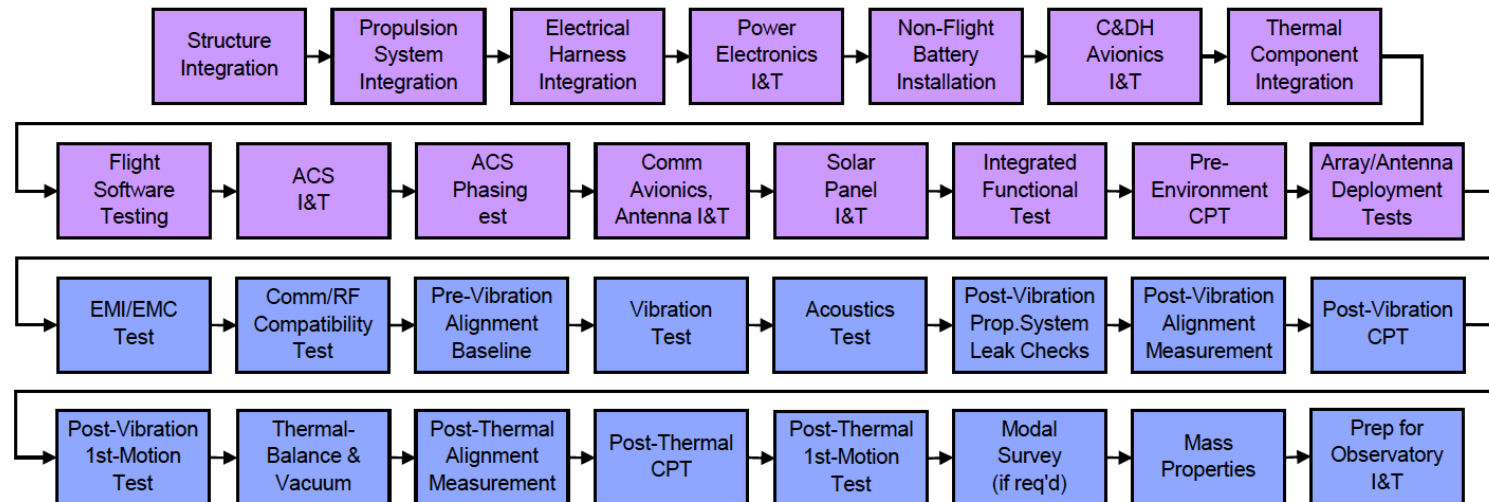 Structure
Integration
Propulsion
System
Integration
Electrical
Harness
Integration
Power
Electronics
I&T
Non-Flight
Battery
Installation
C&DH
Avionics
I&T
Thermal
Component
Integration
Flight
Software
Testing
ACS
I&T
ACS
Phasing
est
Comm
Avionics,
Antenna I&T
Solar
Panel
I&T
Integrated
Functional
Test
Pre-
Environment
CPT
Array/Antenna
Deployment
Tests
EMI/EMC
Test
Comm/RF
Compatibility
Test
Pre-Vibration
Alignment
Baseline
Vibration
Test
Acoustics
Test
Post-Vibration
Prop.System
Leak Checks
Post-Vibration
Alignment
Measurement
Post-Vibration
CPT
Post-Vibration
1st-Motion
Test
Thermal-
Balance &
Vacuum
Post-Thermal
Alignment
Measurement
Post-Thermal
CPT
Post-Thermal
1st-Motion
Test
Modal
Survey
(if req'd)
Mass
Properties
Prep for
Observatory
I&T